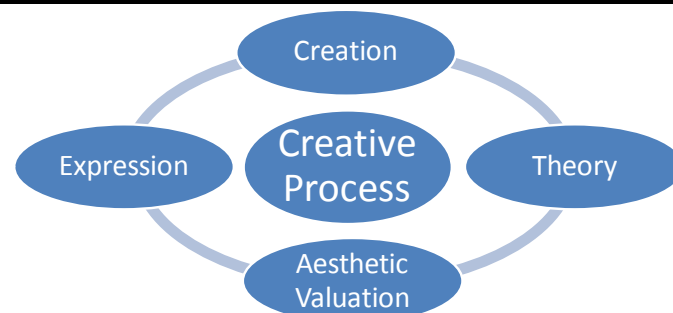 Creation
Expression
Creative
Process
Theory
Aesthetic
Valuation